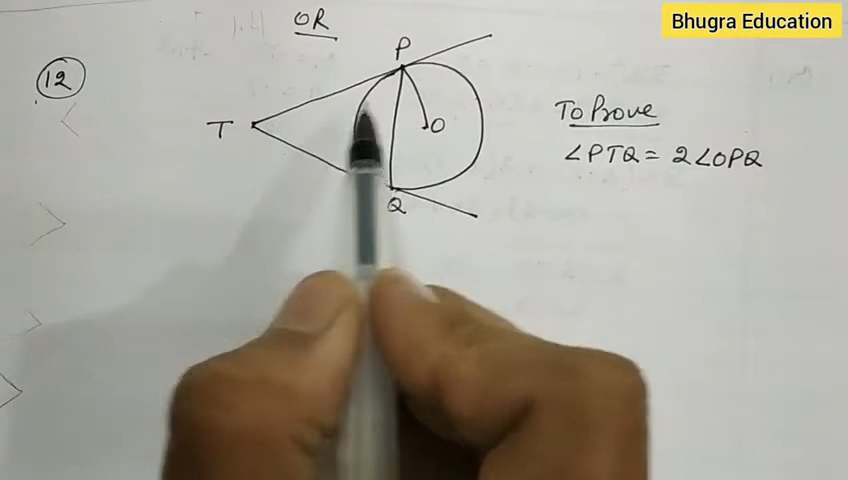 Bhugra Education
OR
12
P
T
O
Q
To Prove
∠PTQ = 2∠OPQ